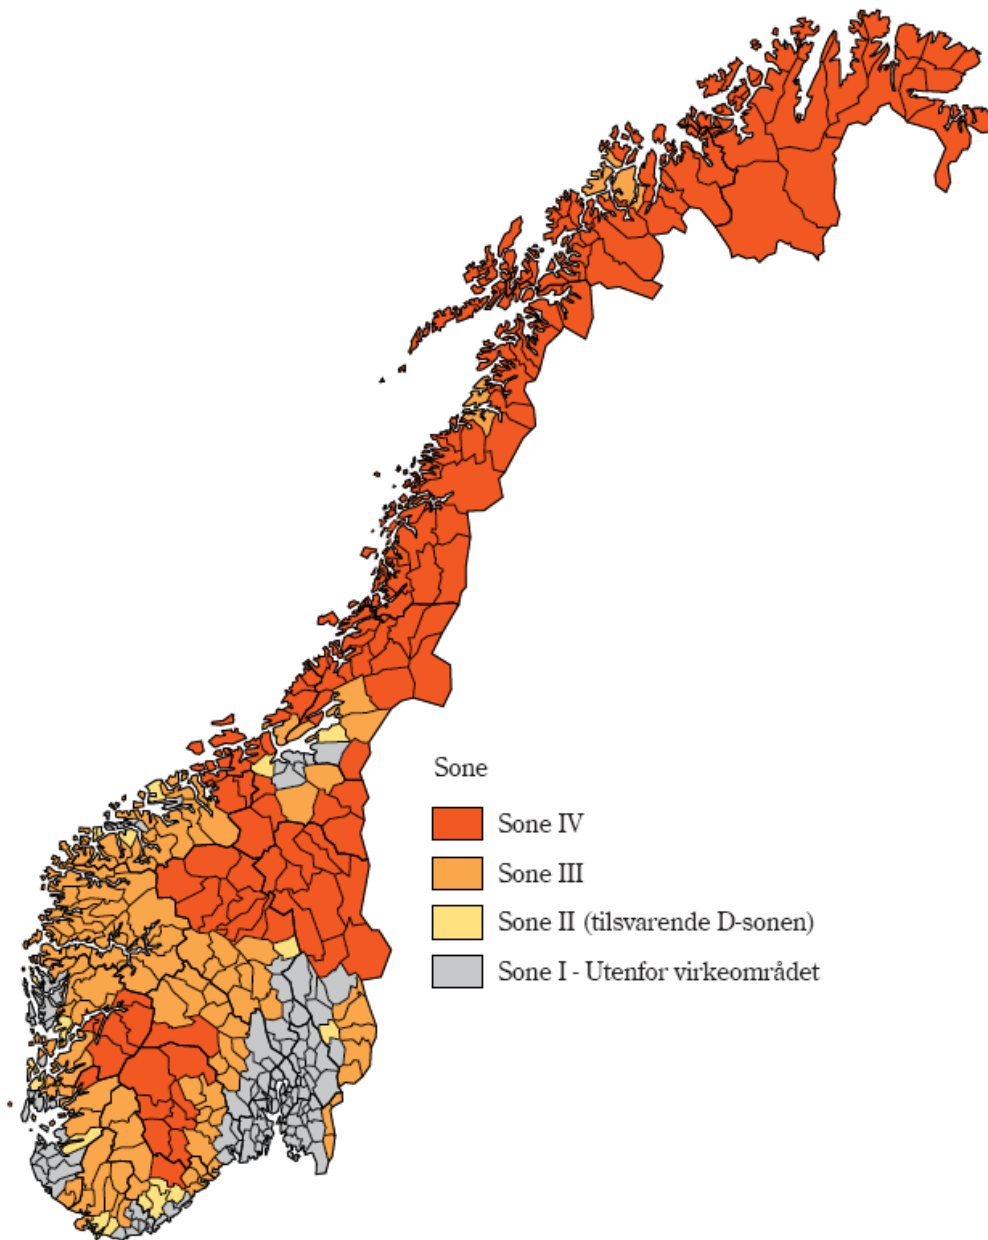 Sone
Sone IV
Sone III
Sone II (tilsvarende D-sonen)
Sone I - Utenfor virkeområdet